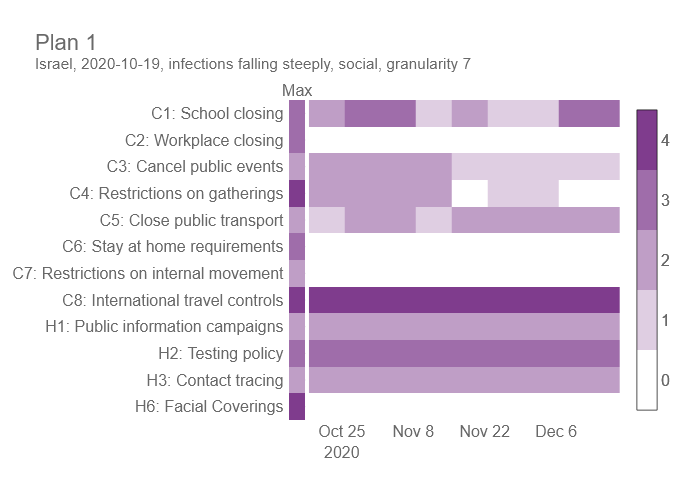 Plan 1
Israel, 2020-10-19, infections falling steeply, social, granularity 7
Max
C1: School closing
C2: Workplace closing
C3: Cancel public events
C4: Restrictions on gatherings
C5: Close public transport
C6: Stay at home requirements
C7: Restrictions on internal movement
C8: International travel controls
H1: Public information campaigns
H2: Testing policy
H3: Contact tracing
H6: Facial Coverings
Oct 25 Nov 8 Nov 22 Dec 6
2020
4
3
2
1
0